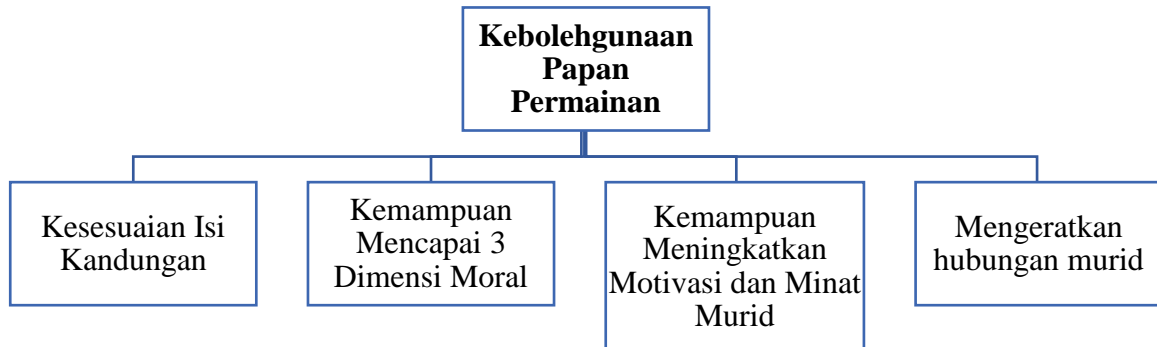 Kebolehgunaan
Papan
Permainan
Kesesuaian Isi
Kandungan
Kemampuan
Mencapai 3
Dimensi Moral
Kemampuan
Meningkatkan
Motivasi dan Minat
Murid
Mengeratkan
hubungan murid